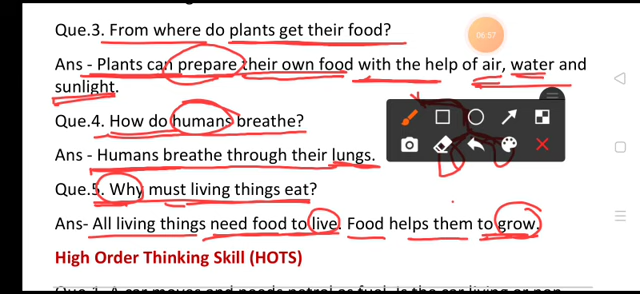 06:57
Que.3. From where do plants get their food?
Ans - Plants can prepare their own food with the help of air, water and
sunlight.
Que.4. How do humans breathe?
Ans - Humans breathe through their lungs.
Que.5. Why must living things eat?
Ans- All living things need food to live. Food helps them to grow.
High Order Thinking Skill (HOTS)